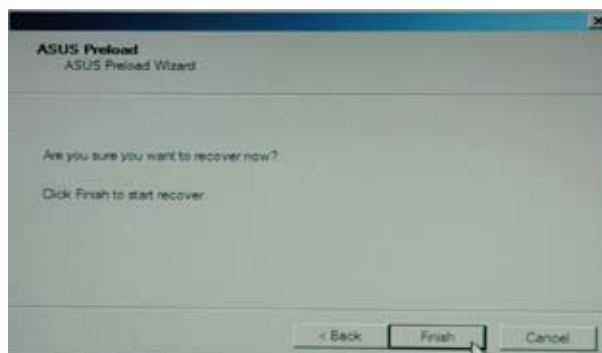 ASUS Preload
ASUS Preload Wizard
Are you sure you want to recover now?
Click Finish to start recover.
< Back Finish Cancel